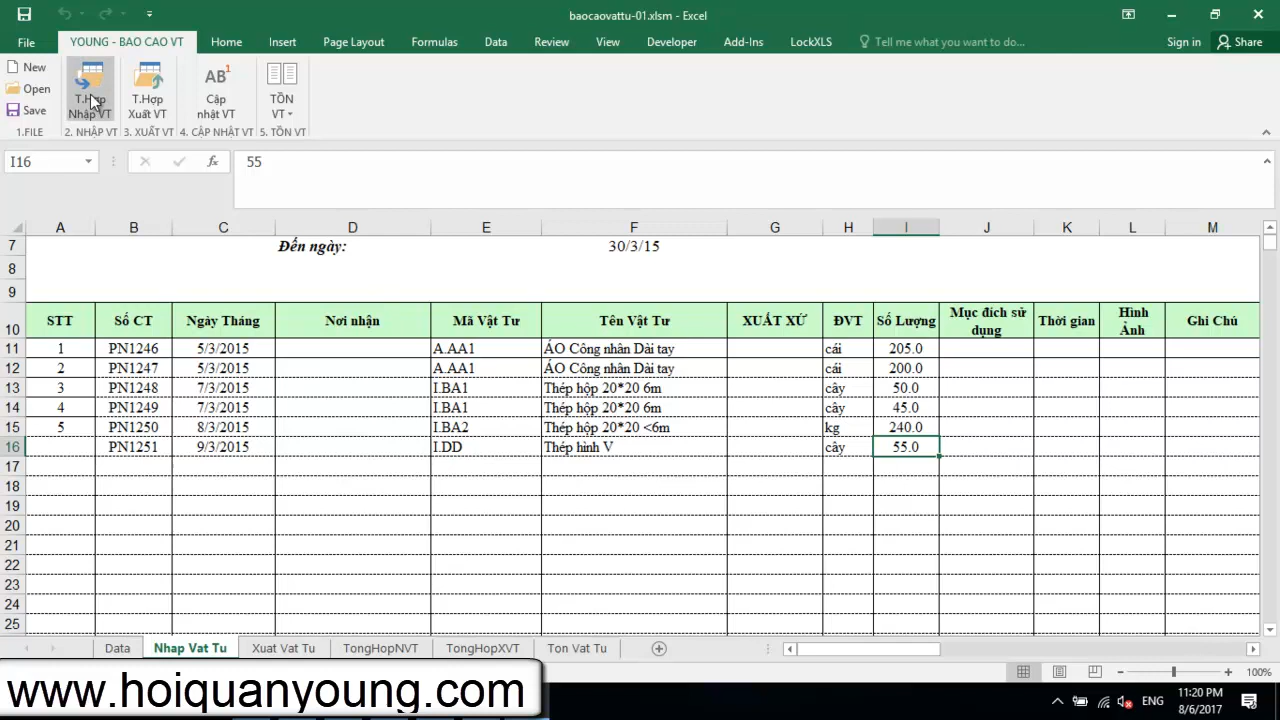 baocaovattu-01.xlsm - Excel
File YOUNG - BAO CAO VT Home Insert Page Layout Formulas Data Review View Developer Add-Ins LockXLS Tell me what you want to do... Sign in Share
New
Open
Save
1.FILE
T.Hợp
Nhập VT
2. NHẬP VT
T.Hợp
Xuất VT
3. XUẤT VT
AB¹
Cập
nhật VT
4. CẬP NHẬT VT
TỒN
VT
5. TỒN VT
I16 fx 55
A B C D E F G H I J K L M
7 Đến ngày: 30/3/15
8
9
10 STT Số CT Ngày Tháng Nơi nhận Mã Vật Tư Tên Vật Tư XUẤT XỨ ĐVT Số Lượng Mục đích sử dụng Thời gian Hình Ảnh Ghi Chú
11 1 PN1246 5/3/2015 A.AA1 ÁO Công nhân Dài tay cái 205.0
12 2 PN1247 5/3/2015 A.AA1 ÁO Công nhân Dài tay cái 200.0
13 3 PN1248 7/3/2015 I.BA1 Thép hộp 20*20 6m cây 50.0
14 4 PN1249 7/3/2015 I.BA1 Thép hộp 20*20 6m cây 45.0
15 5 PN1250 8/3/2015 I.BA2 Thép hộp 20*20 <6m kg 240.0
16 PN1251 9/3/2015 I.DD Thép hình V cây 55.0
17
18
19
20
21
22
23
24
25
Data Nhap Vat Tu Xuat Vat Tu TongHopNVT TongHopXVT Ton Vat Tu
100%
www.hoiquanyoung.com
ENG
11:20 PM
8/6/2017